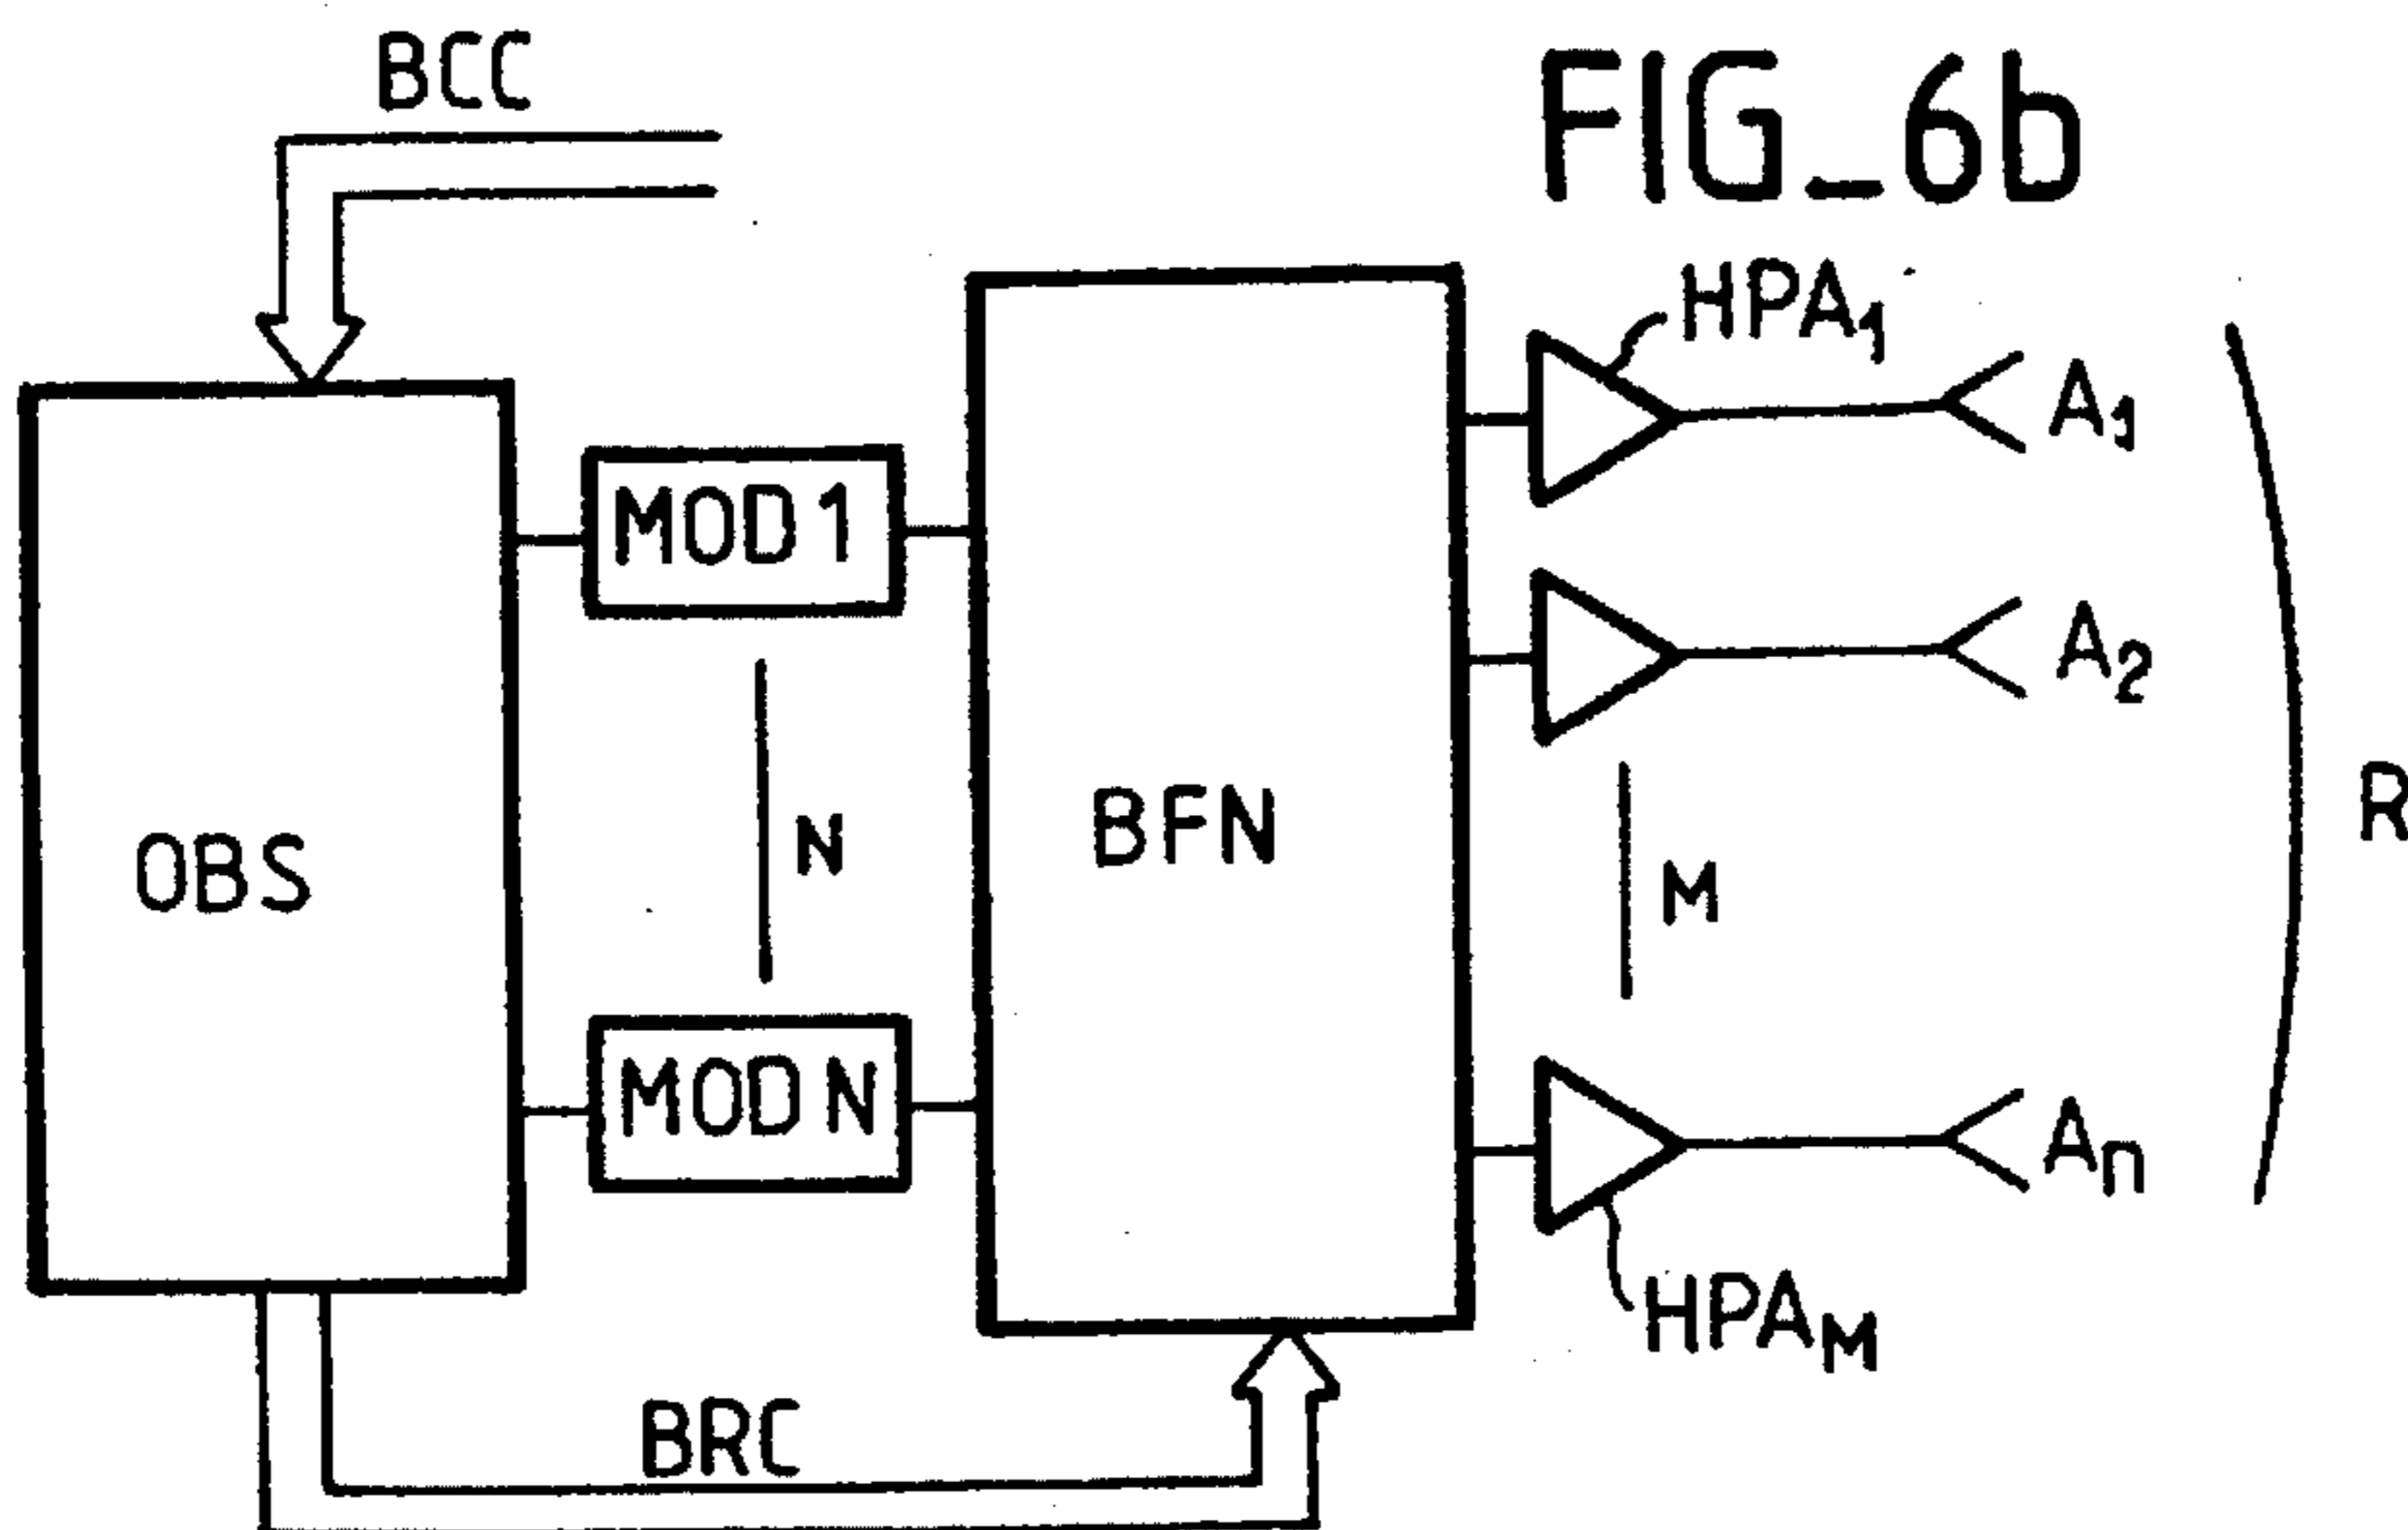 BCC
FIG_6b
HPA1
MOD 1
A1
A2
OBS
N
BFN
M
R
MOD N
An
HPAM
BRC